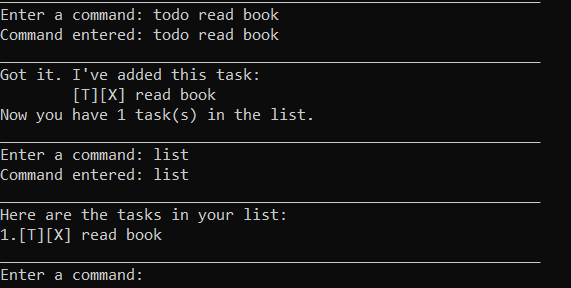 Enter a command: todo read book
Command entered: todo read book
Got it. I've added this task:
[T][X] read book
Now you have 1 task(s) in the list.
Enter a command: list
Command entered: list
Here are the tasks in your list:
1.[T][X] read book
Enter a command: